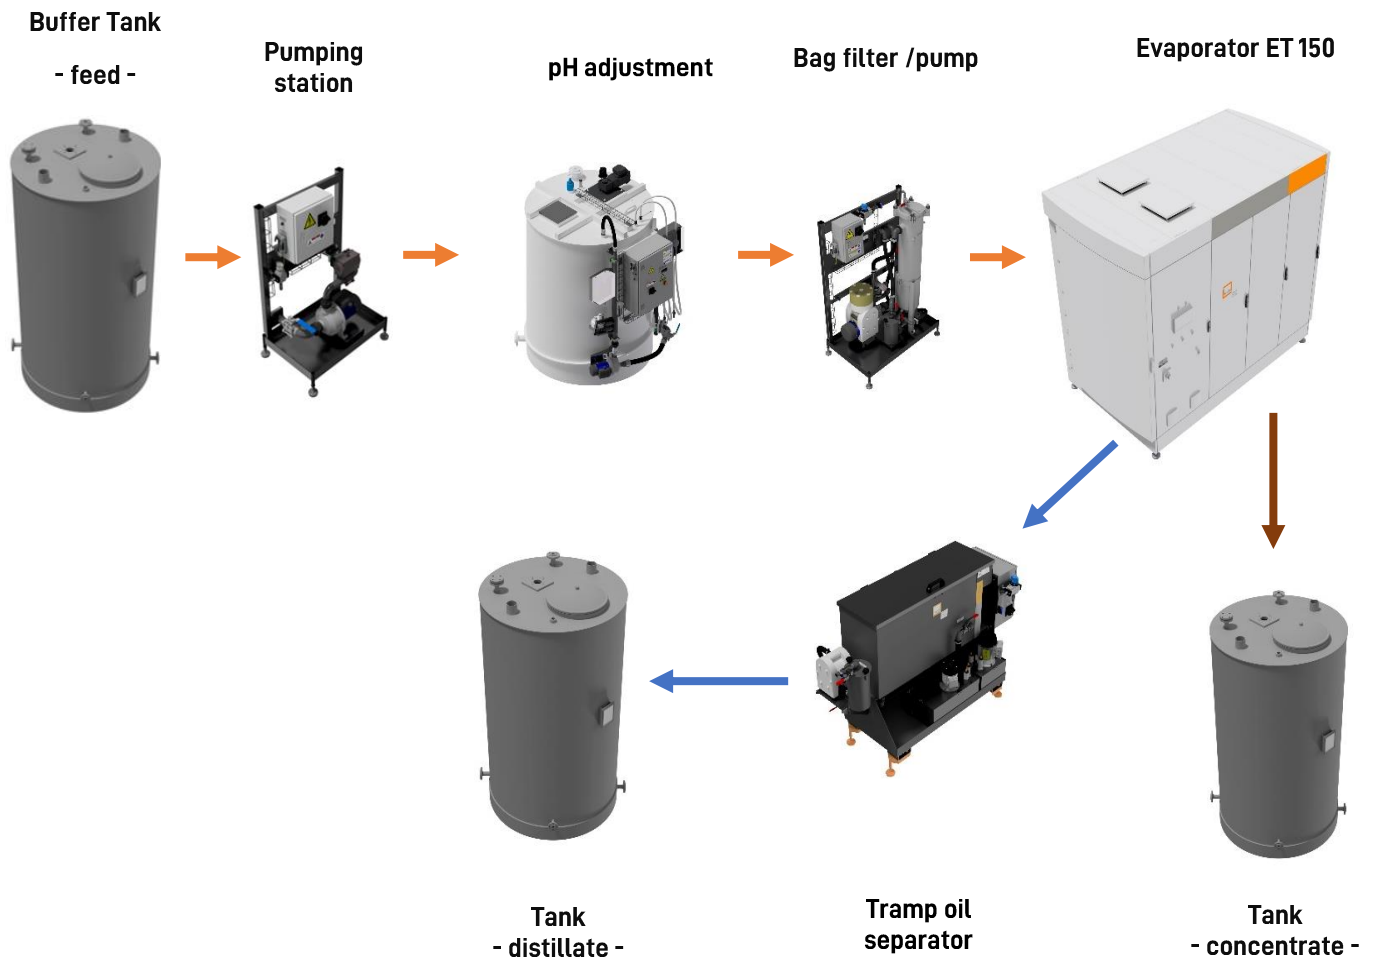 Buffer Tank
- feed -
Pumping
station
pH adjustment
Bag filter /pump
Evaporator ET 150
Tank
- distillate -
Tramp oil
separator
Tank
- concentrate -